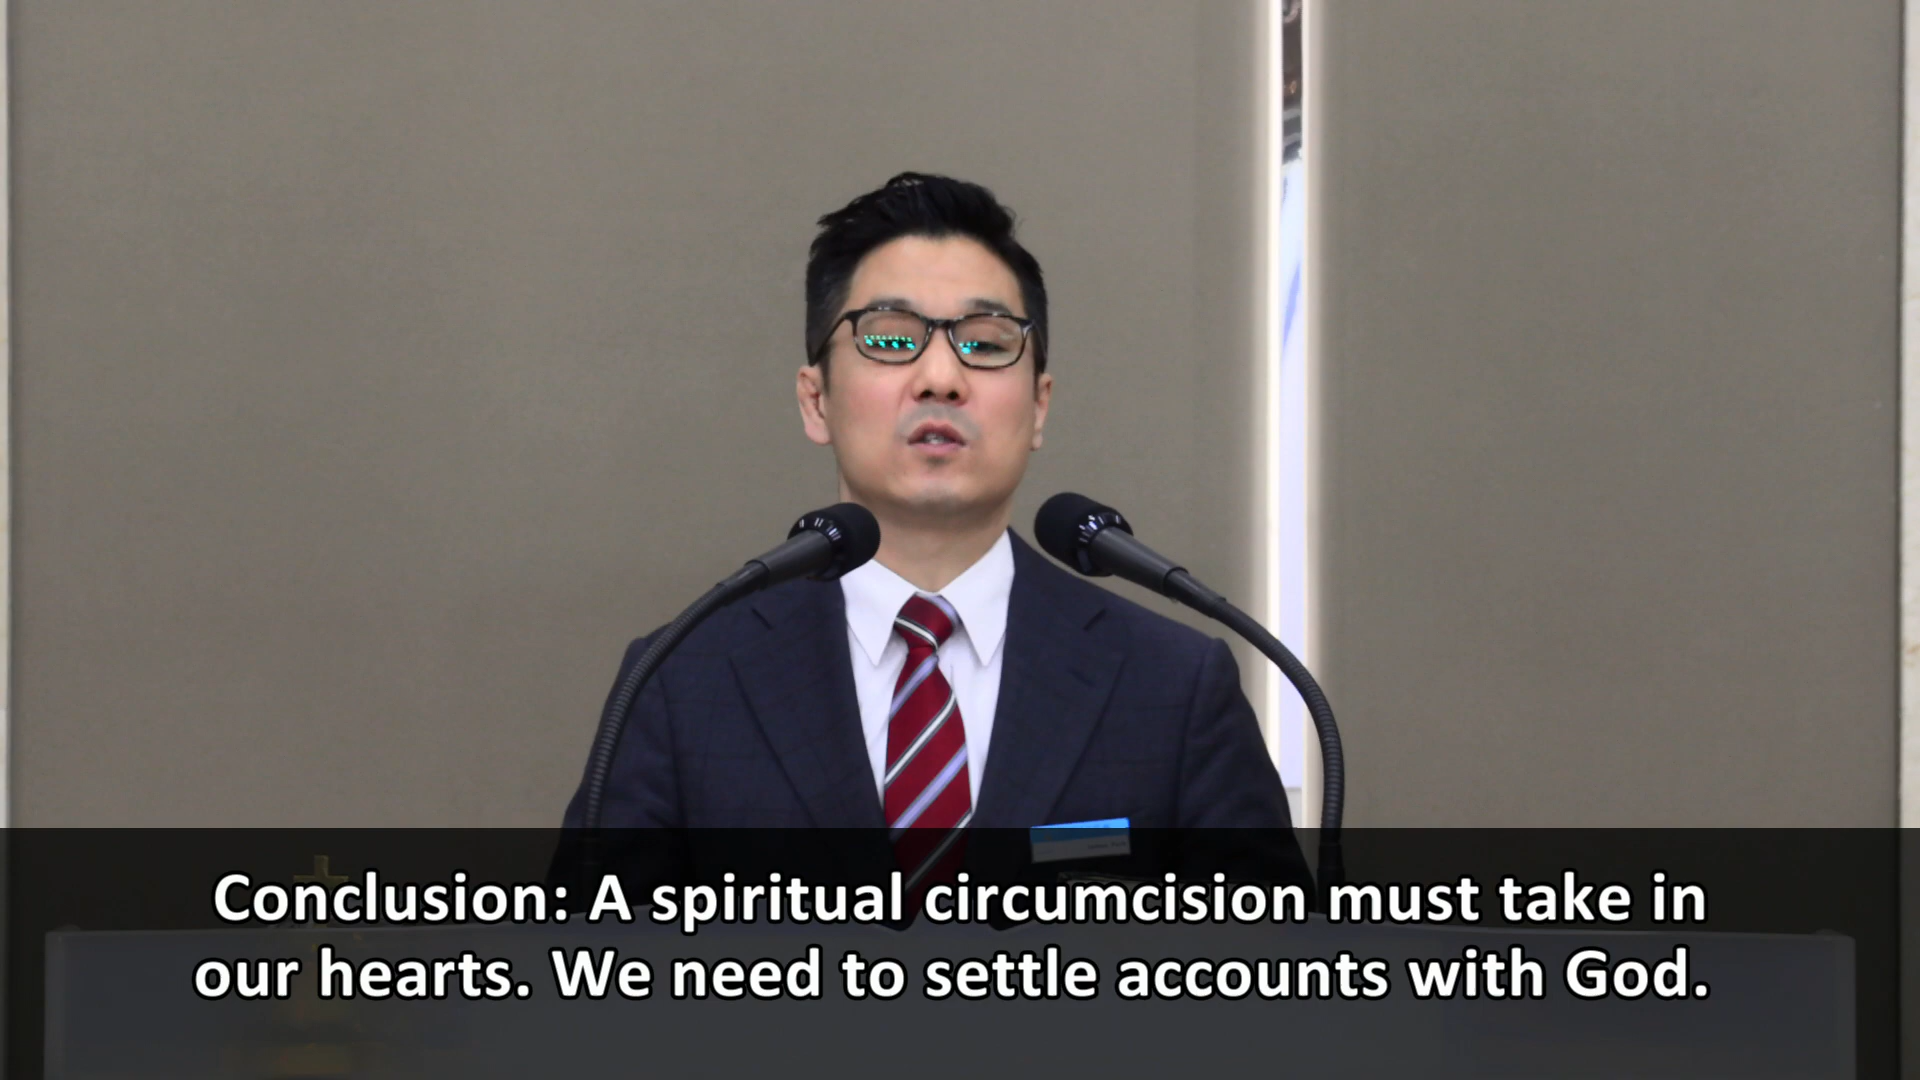 Conclusion: A spiritual circumcision must take in
our hearts. We need to settle accounts with God.